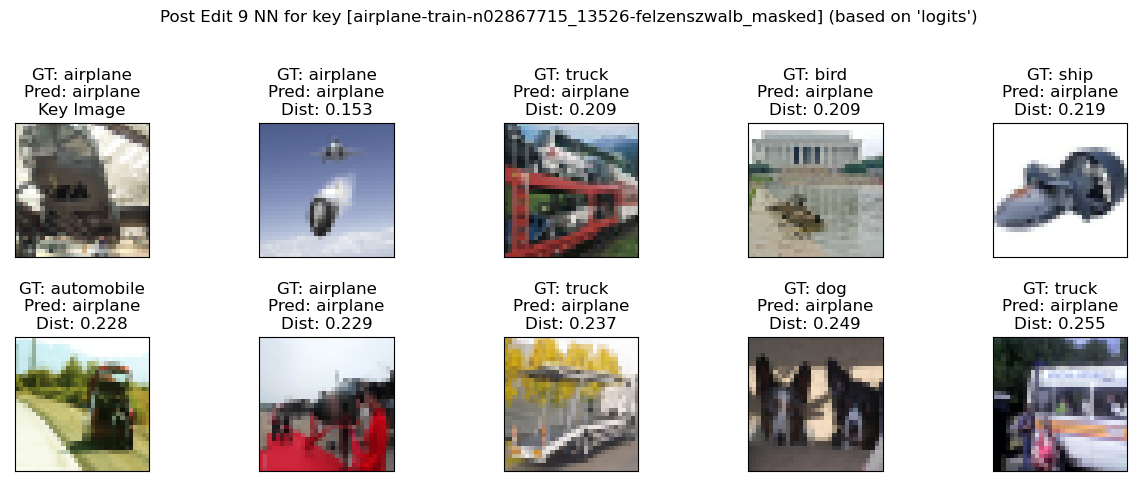 Post Edit 9 NN for key [airplane-train-n02867715_13526-felzenszwalb_masked] (based on 'logits')
GT: airplane
Pred: airplane
Key Image
GT: airplane
Pred: airplane
Dist: 0.153
GT: truck
Pred: airplane
Dist: 0.209
GT: bird
Pred: airplane
Dist: 0.209
GT: ship
Pred: airplane
Dist: 0.219
GT: automobile
Pred: airplane
Dist: 0.228
GT: airplane
Pred: airplane
Dist: 0.229
GT: truck
Pred: airplane
Dist: 0.237
GT: dog
Pred: airplane
Dist: 0.249
GT: truck
Pred: airplane
Dist: 0.255